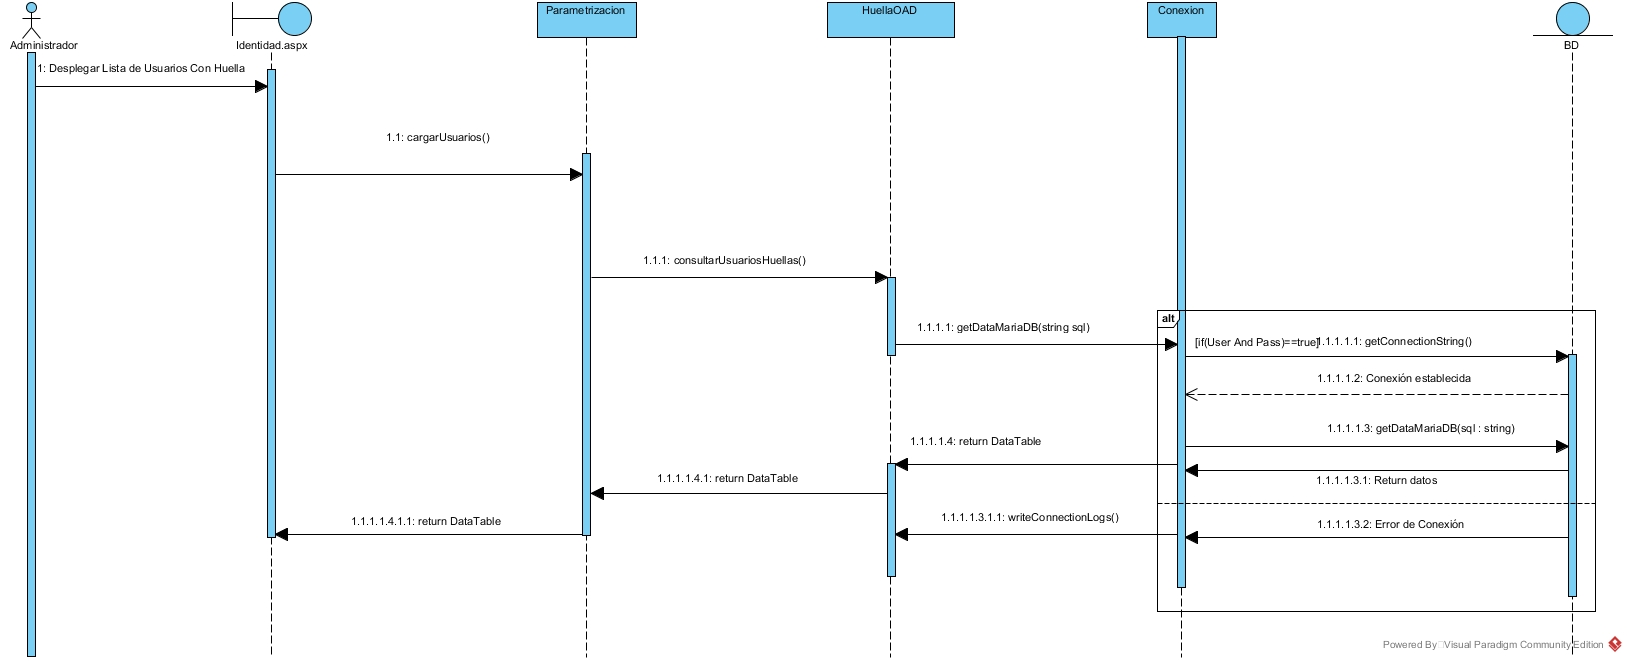 Administrador
Identidad.aspx
Parametrizacion
HuellaOAD
Conexion
BD
1: Desplegar Lista de Usuarios Con Huella
1.1: cargarUsuarios()
1.1.1: consultarUsuariosHuellas()
1.1.1.1: getDataMariaDB(string sql)
alt
[if(User And Pass)==true]
1.1.1.1.1: getConnectionString()
1.1.1.1.2: Conexión establecida
1.1.1.1.3: getDataMariaDB(sql : string)
1.1.1.1.4: return DataTable
1.1.1.1.3.1: Return datos
1.1.1.1.4.1: return DataTable
1.1.1.1.4.1.1: return DataTable
1.1.1.1.3.1.1: writeConnectionLogs()
1.1.1.1.3.2: Error de Conexión
Powered By Visual Paradigm Community Edition